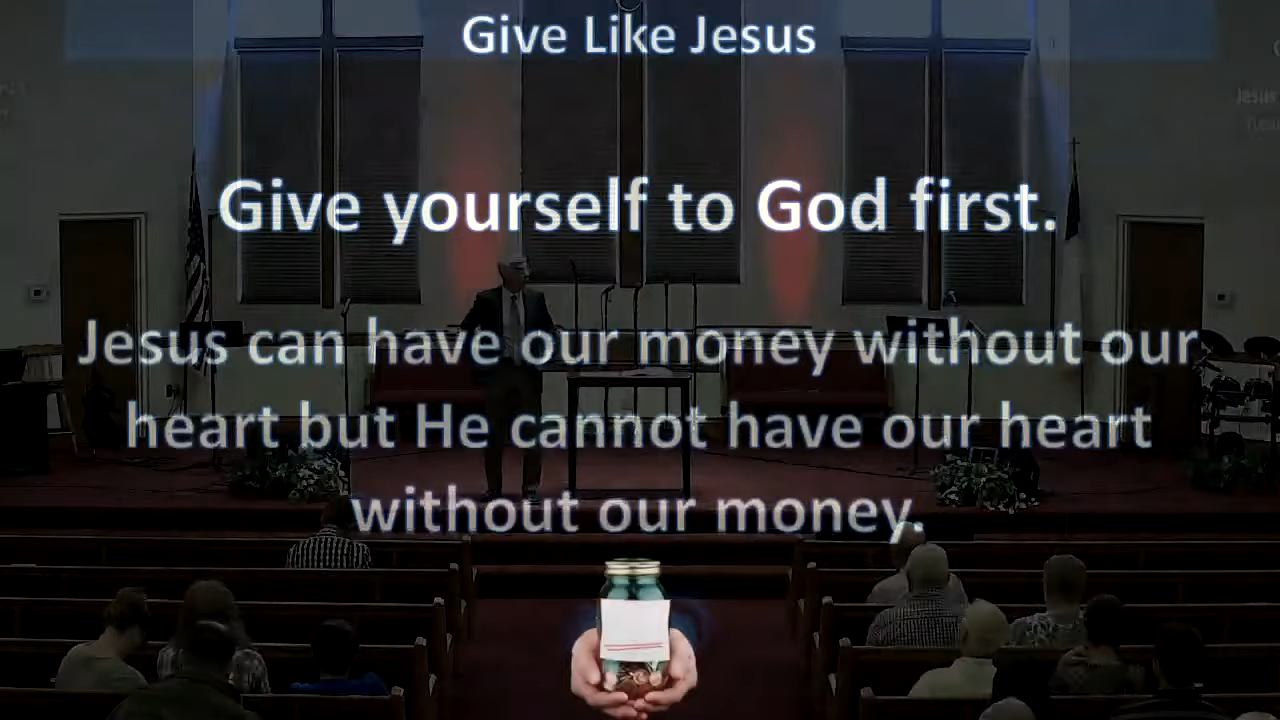 Give Like Jesus
Give yourself to God first.
Jesus can have our money without our
heart but He cannot have our heart
without our money.
Jesus